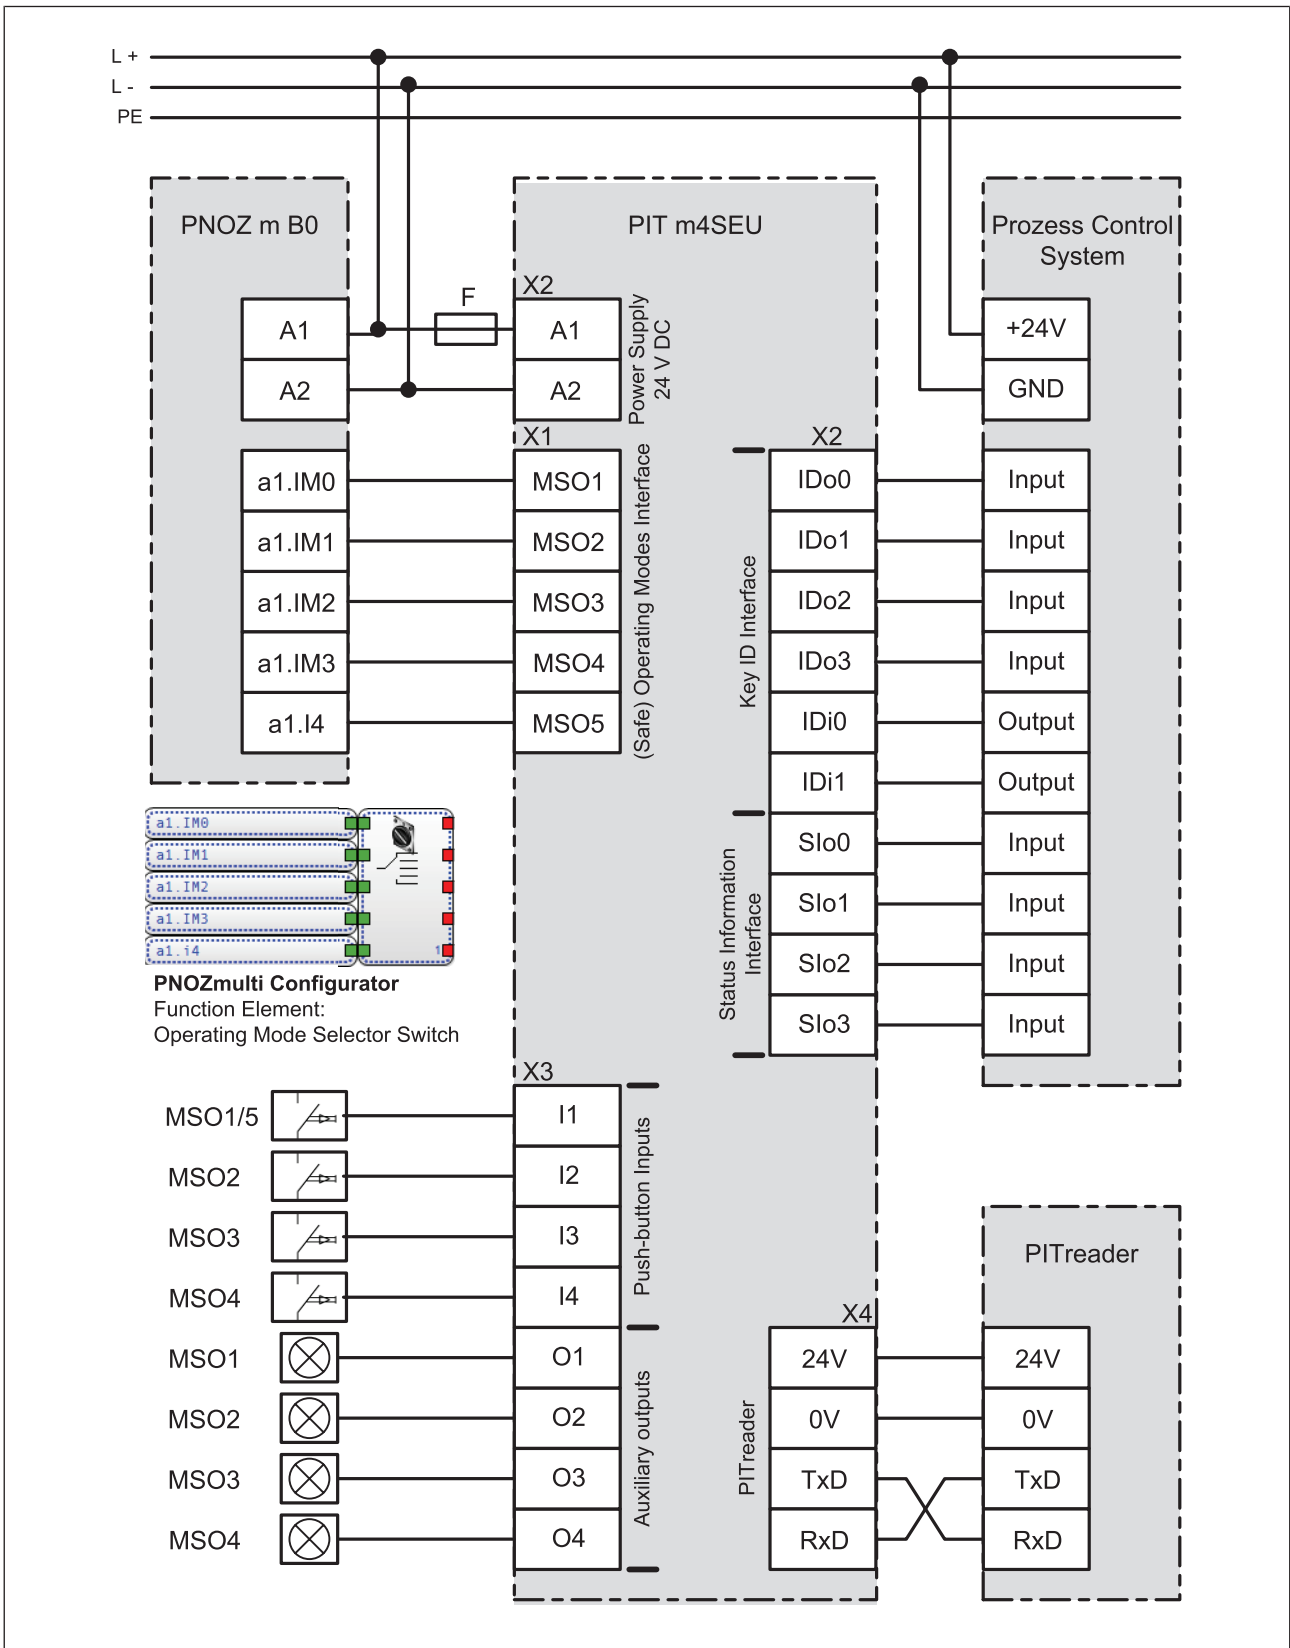 L +
L -
PE
PNOZ m B0
PIT m4SEU
Prozess Control
System
A1
A2
F
X2
A1
A2
Power Supply
24 V DC
+24V
GND
a1.IM0
a1.IM1
a1.IM2
a1.IM3
a1.I4
X1
MSO1
MSO2
MSO3
MSO4
MSO5
(Safe) Operating Modes Interface
X2
Key ID Interface
IDo0
IDo1
IDo2
IDo3
IDi0
IDi1
Status Information
Interface
SIo0
SIo1
SIo2
SIo3
Input
Input
Input
Input
Output
Output
Input
Input
Input
Input
a1.IM0
a1.IM1
a1.IM2
a1.IM3
a1.i4
1
PNOZmulti Configurator
Function Element:
Operating Mode Selector Switch
X3
MSO1/5
I1
MSO2
I2
MSO3
I3
MSO4
I4
Push-button Inputs
MSO1
O1
MSO2
O2
MSO3
O3
MSO4
O4
Auxiliary outputs
PITreader
X4
24V
0V
TxD
RxD
PITreader
24V
0V
TxD
RxD